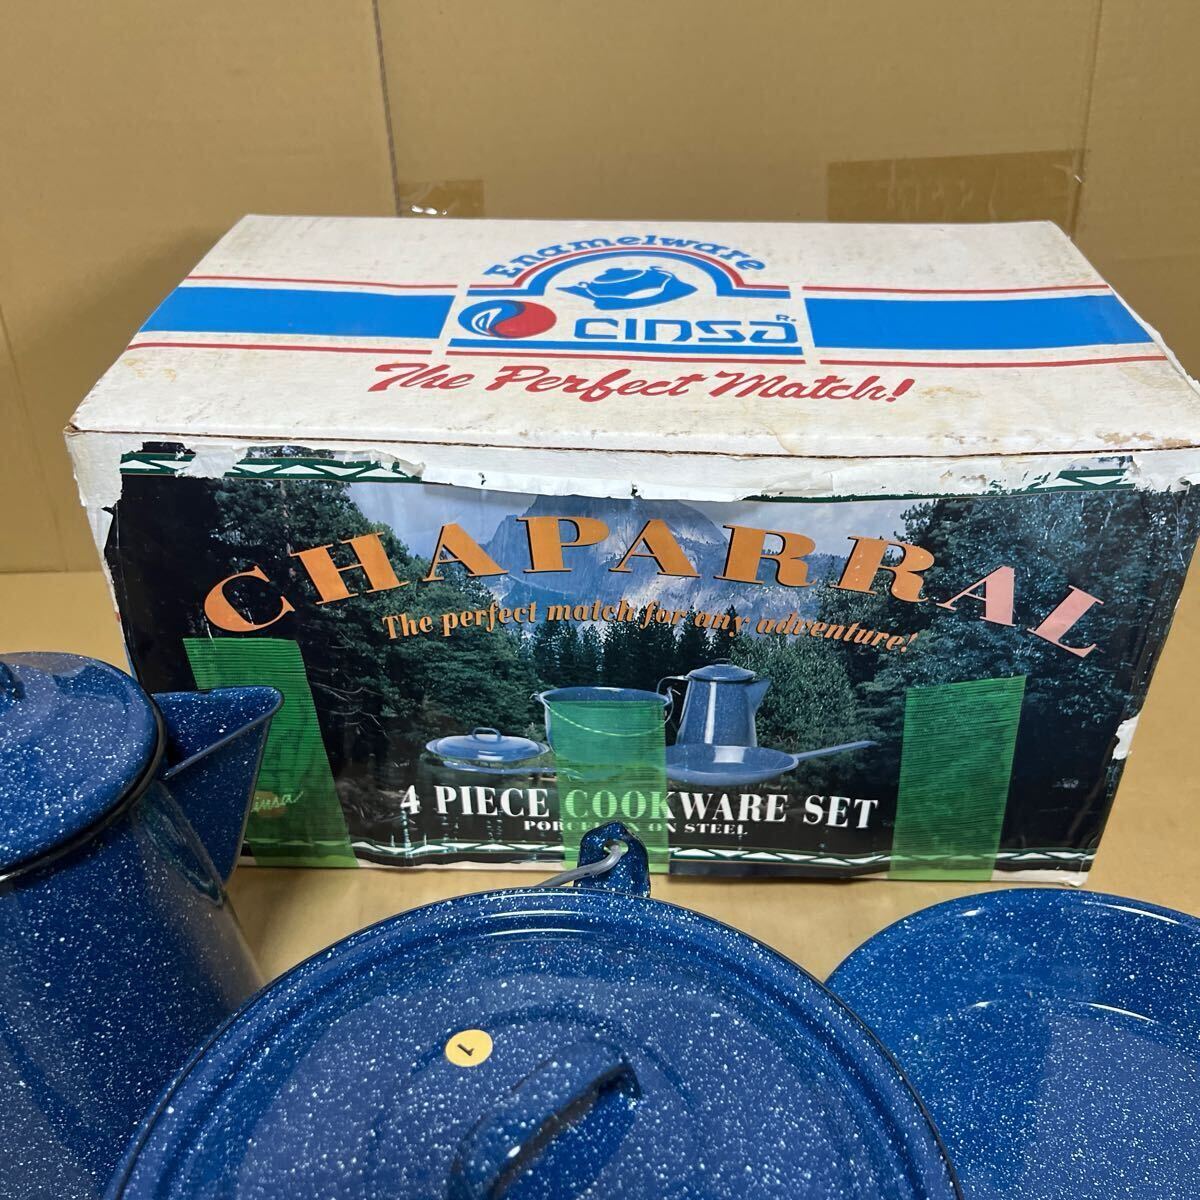 Enamelware
cinsa R.
The Perfect Match!
CHAPARRAL
The perfect match for any adventure!
cinsa
4 PIECE COOKWARE SET
PORCELAIN ON STEEL
1